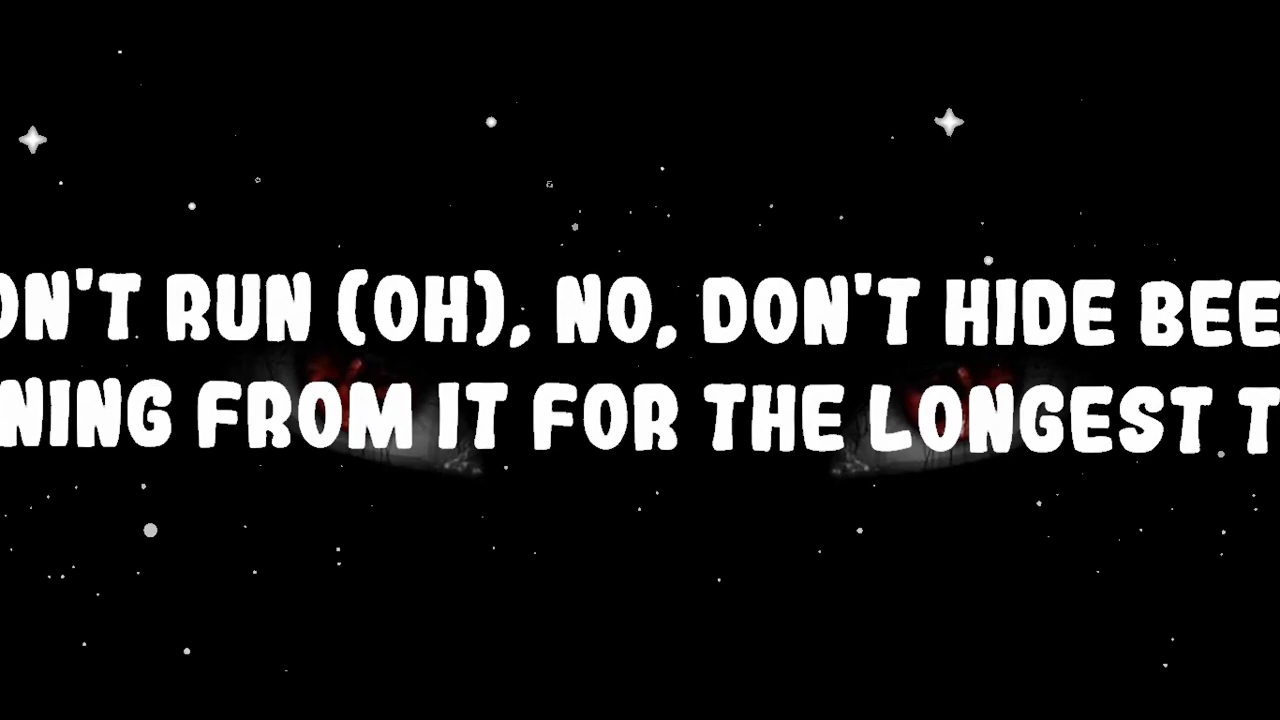 ON'T RUN (OH), NO, DON'T HIDE BEE
NING FROM IT FOR THE LONGEST T